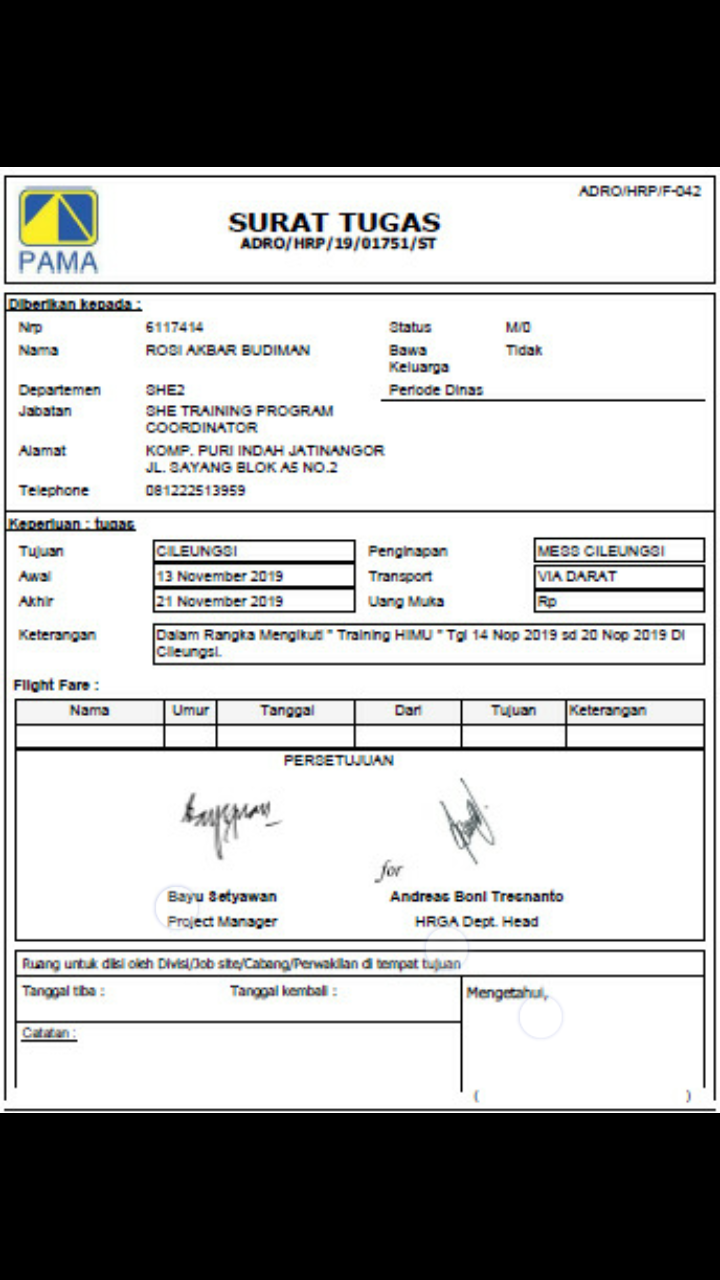 ADRO/HRP/F-042
SURAT TUGAS
ADRO/HRP/19/01751/ST
PAMA
Diberikan kepada :
Nrp 6117414 Status M/0
Nama ROSI AKBAR BUDIMAN Bawa Keluarga Tidak
Departemen SHE2 Periode Dinas
Jabatan SHE TRAINING PROGRAM
COORDINATOR
Alamat KOMP. PURI INDAH JATINANGOR
JL. SAYANG BLOK A5 NO.2
Telephone 081222513959
Keperluan : tugas
Tujuan CILEUNGSI Penginapan MESS CILEUNGSI
Awal 13 November 2019 Transport VIA DARAT
Akhir 21 November 2019 Uang Muka Rp
Keterangan Dalam Rangka Mengikuti " Training HIMU " Tgl 14 Nop 2019 sd 20 Nop 2019 Di
Cileungsi.
Flight Fare :
Nama Umur Tanggal Dari Tujuan Keterangan
PERSETUJUAN
for
Bayu Setyawan Andreas Boni Tresnanto
Project Manager HRGA Dept. Head
Ruang untuk diisi oleh Divisi/Job site/Cabang/Perwakilan di tempat tujuan
Tanggal tiba : Tanggal kembali : Mengetahui,
Catatan :
( )